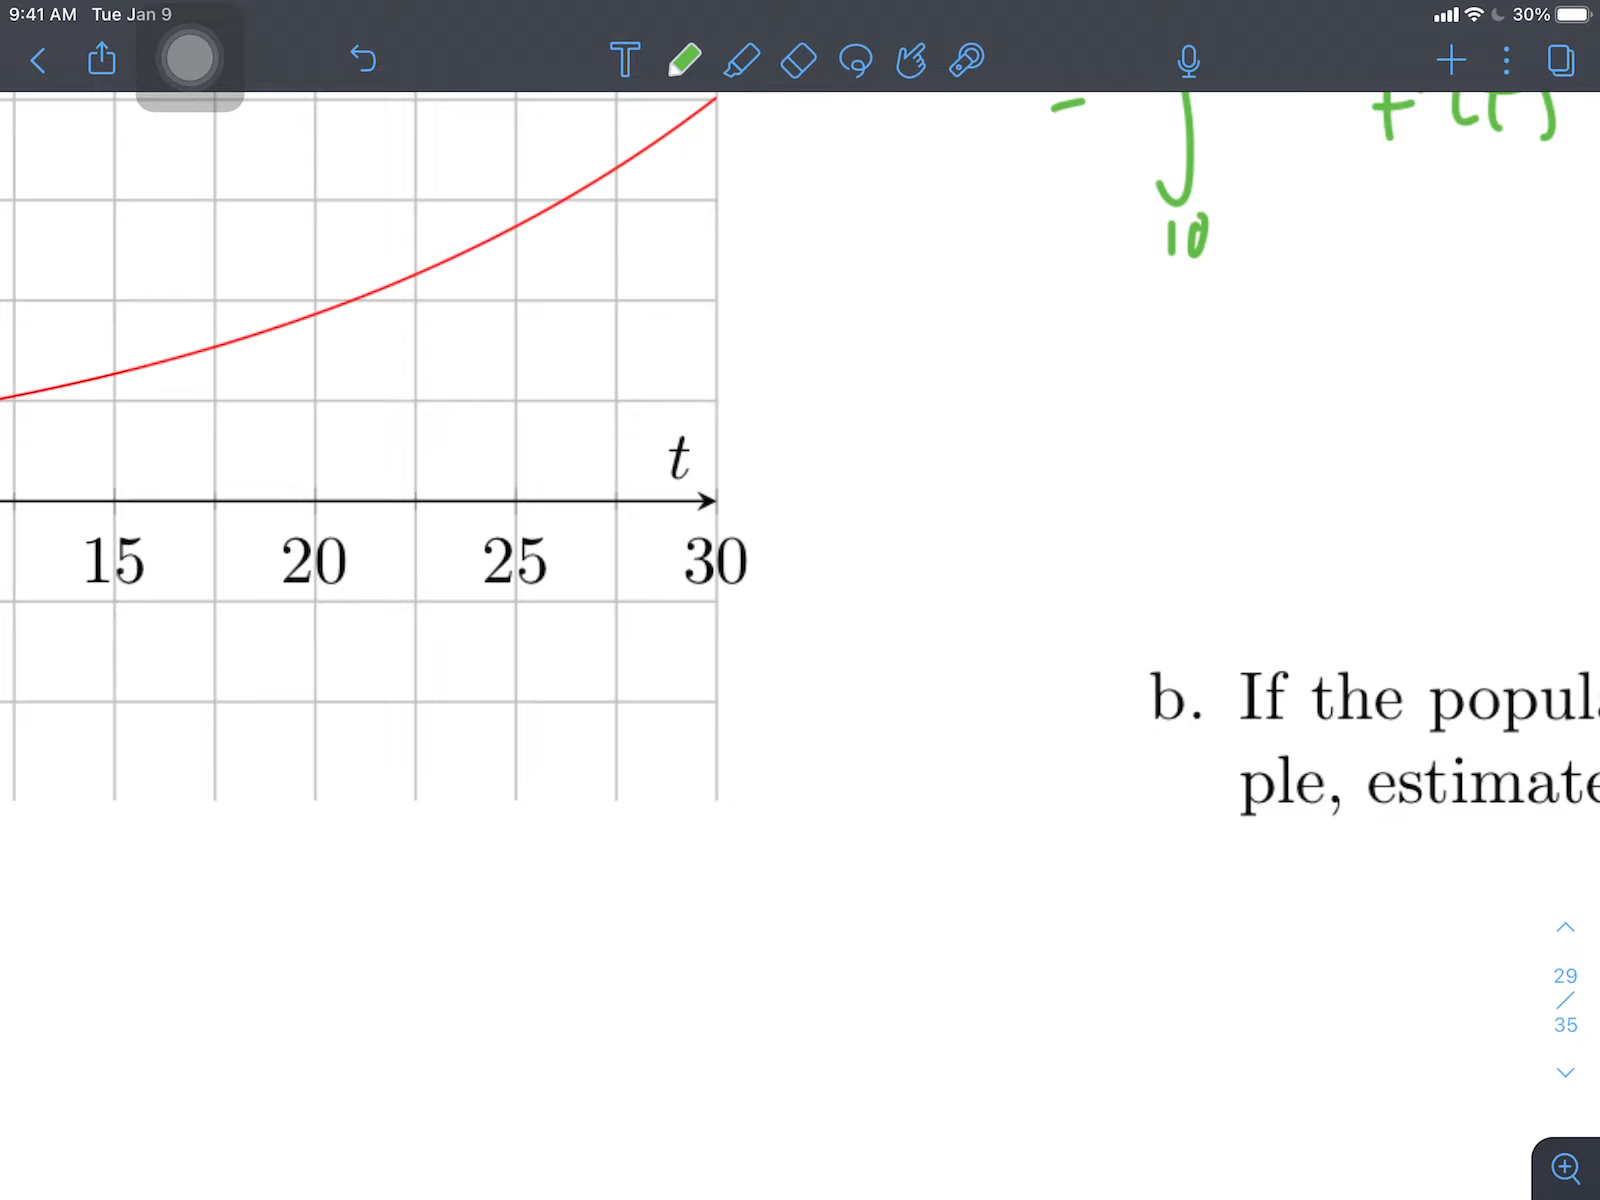 9:41 AM Tue Jan 9
30%
10
t
15 20 25 30
b. If the popul
ple, estimate
29
/
35